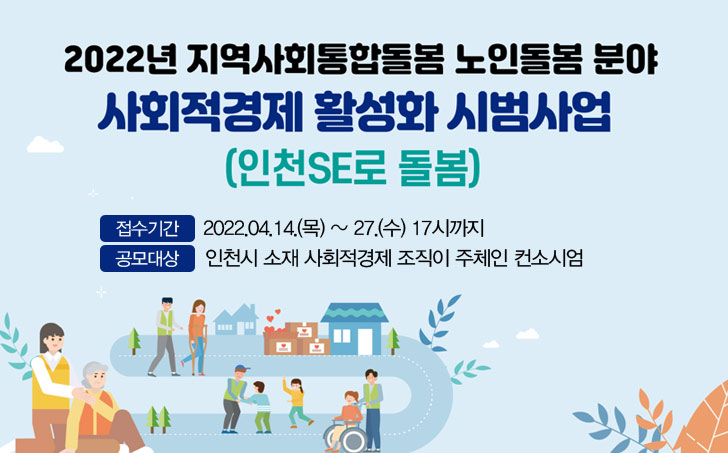 2022년 지역사회통합돌봄 노인돌봄 분야
사회적경제 활성화 시범사업
(인천SE로 돌봄)
접수기간 2022.04.14.(목) ~ 27.(수) 17시까지
공모대상 인천시 소재 사회적경제 조직이 주체인 컨소시엄